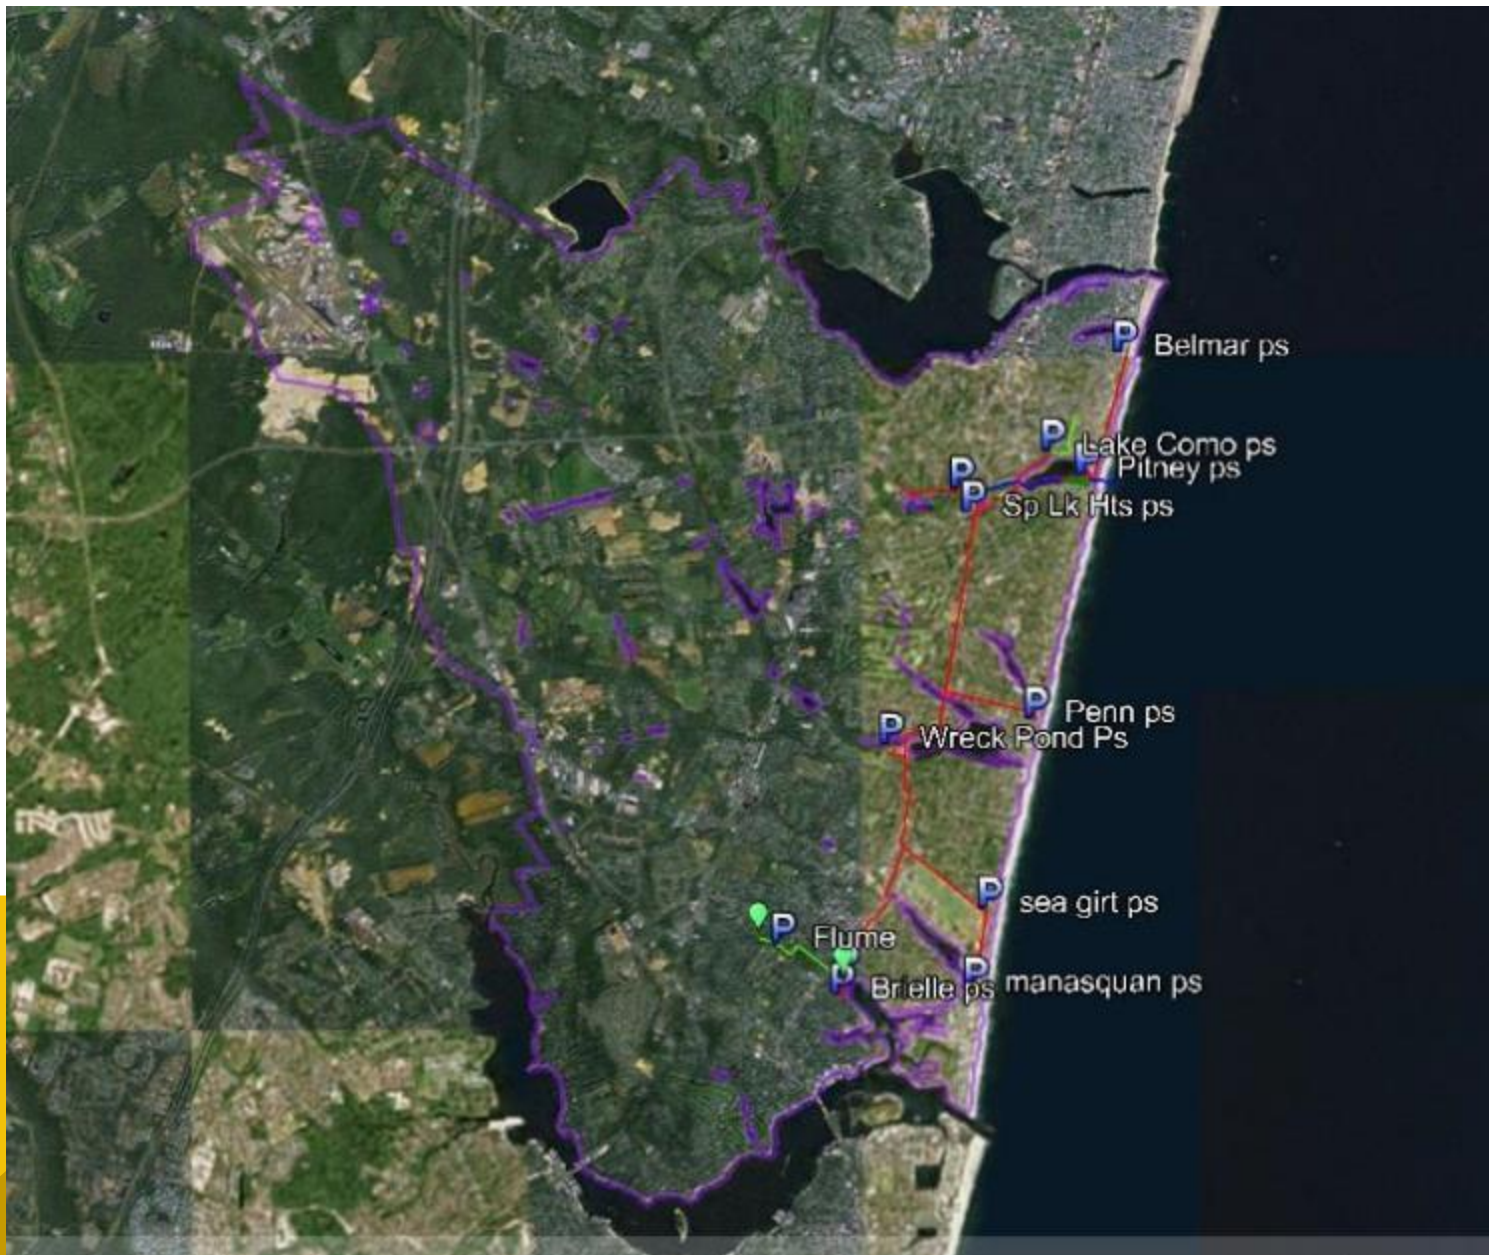 Belmar ps
Lake Como ps
Pitney ps
Sp Lk Hts ps
Penn ps
Wreck Pond Ps
sea girt ps
Flume
Brielle ps
manasquan ps